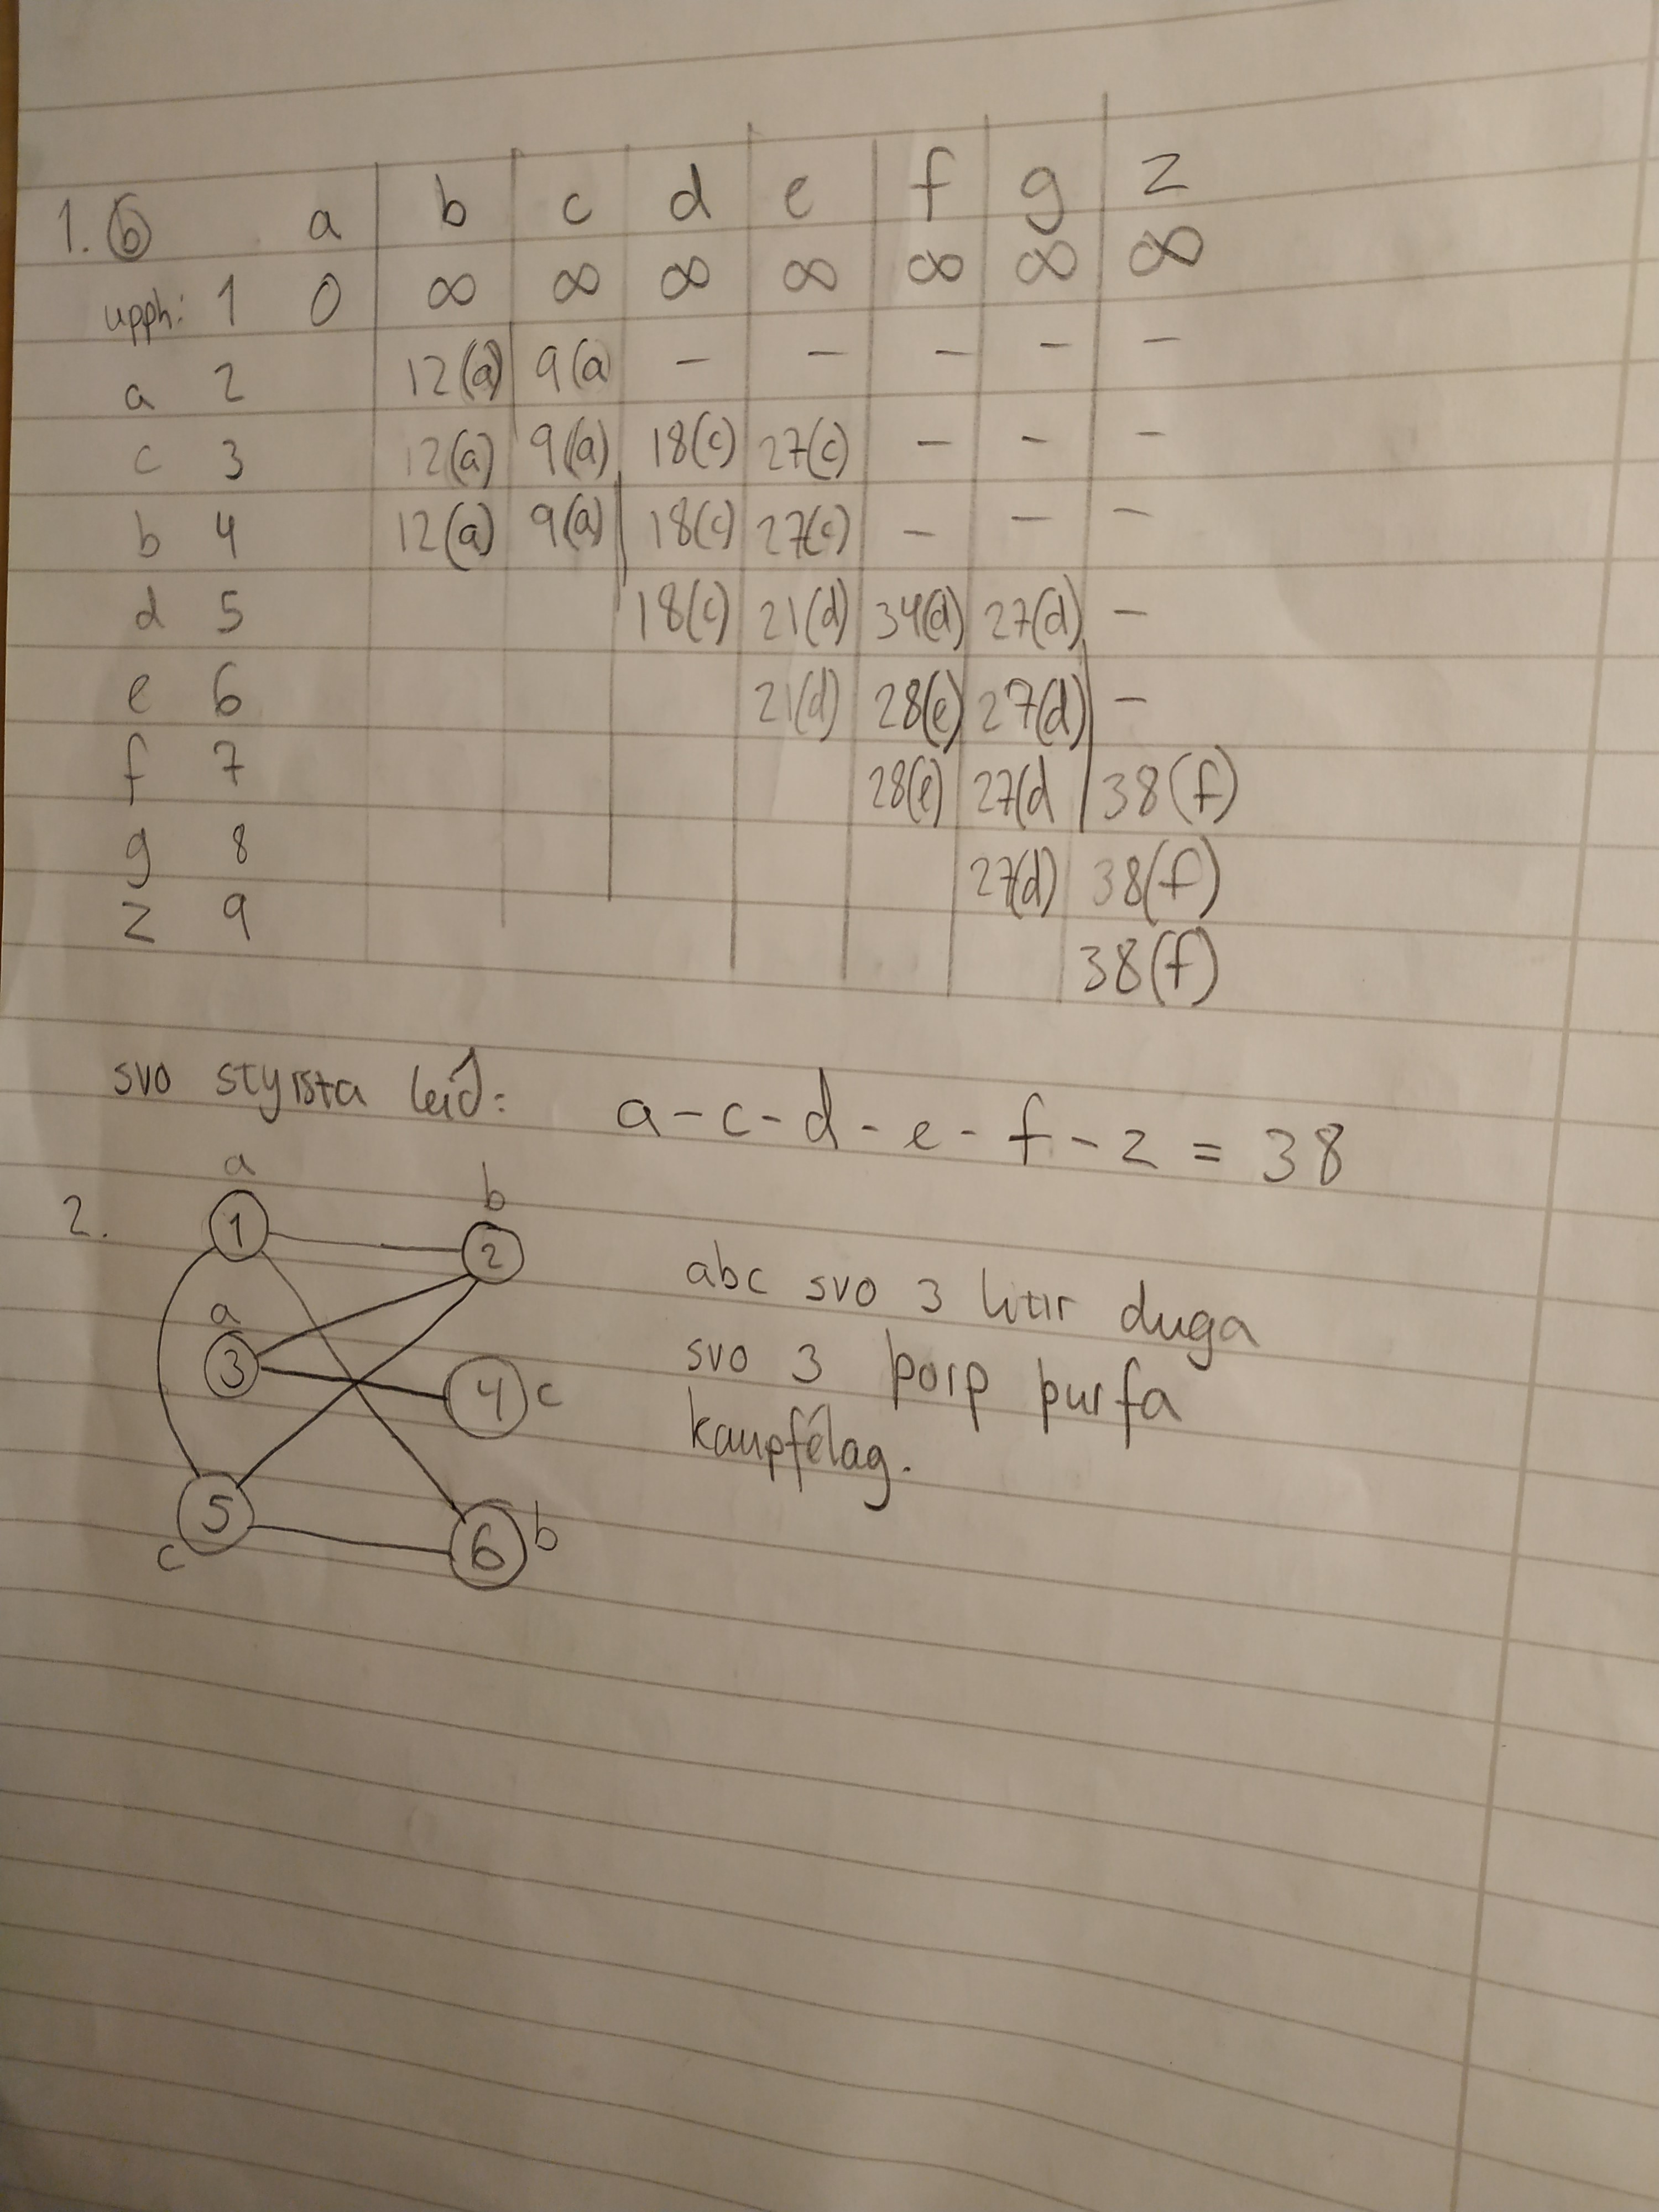 1. ⓑ a b c d e f g z
upph: 1 0 ∞ ∞ ∞ ∞ ∞ ∞ ∞
a 2 12(a) 9(a) - - - - -
c 3 12(a) 9(a) 18(c) 27(c) - - -
b 4 12(a) 9(a) 18(c) 27(c) - - -
d 5 18(c) 21(d) 34(d) 27(d) -
e 6 21(d) 28(e) 27(d) -
f 7 28(e) 27(d 38(f)
g 8 27(d) 38(f)
z 9 38(f)
svo styrsta leið: a-c-d-e-f-z = 38
2.
a
1
b
2
a
3
4 c
5
c
6 b
abc svo 3 litir duga
svo 3 þorp þurfa
kaupfélag.